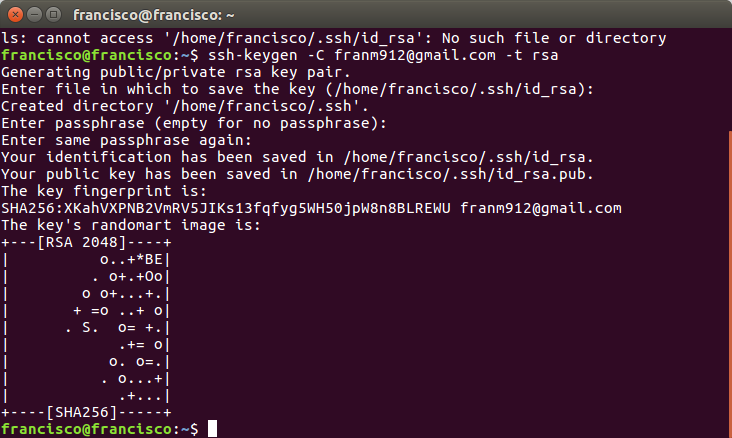 francisco@francisco: ~
ls: cannot access '/home/francisco/.ssh/id_rsa': No such file or directory
francisco@francisco:~$ ssh-keygen -C franm912@gmail.com -t rsa
Generating public/private rsa key pair.
Enter file in which to save the key (/home/francisco/.ssh/id_rsa):
Created directory '/home/francisco/.ssh'.
Enter passphrase (empty for no passphrase):
Enter same passphrase again:
Your identification has been saved in /home/francisco/.ssh/id_rsa.
Your public key has been saved in /home/francisco/.ssh/id_rsa.pub.
The key fingerprint is:
SHA256:XKahVXPNB2VmRV5JIKs13fqfyg5WH50jpW8n8BLREWU franm912@gmail.com
The key's randomart image is:
+---[RSA 2048]----+
|           o..+*BE|
|          . o+.+Oo|
|         o o+...+.|
|        + =o ..+ o|
|       . S.  o= +.|
|             .+= o|
|            o. o=.|
|           . o...+|
|             .+...|
+----[SHA256]-----+
francisco@francisco:~$